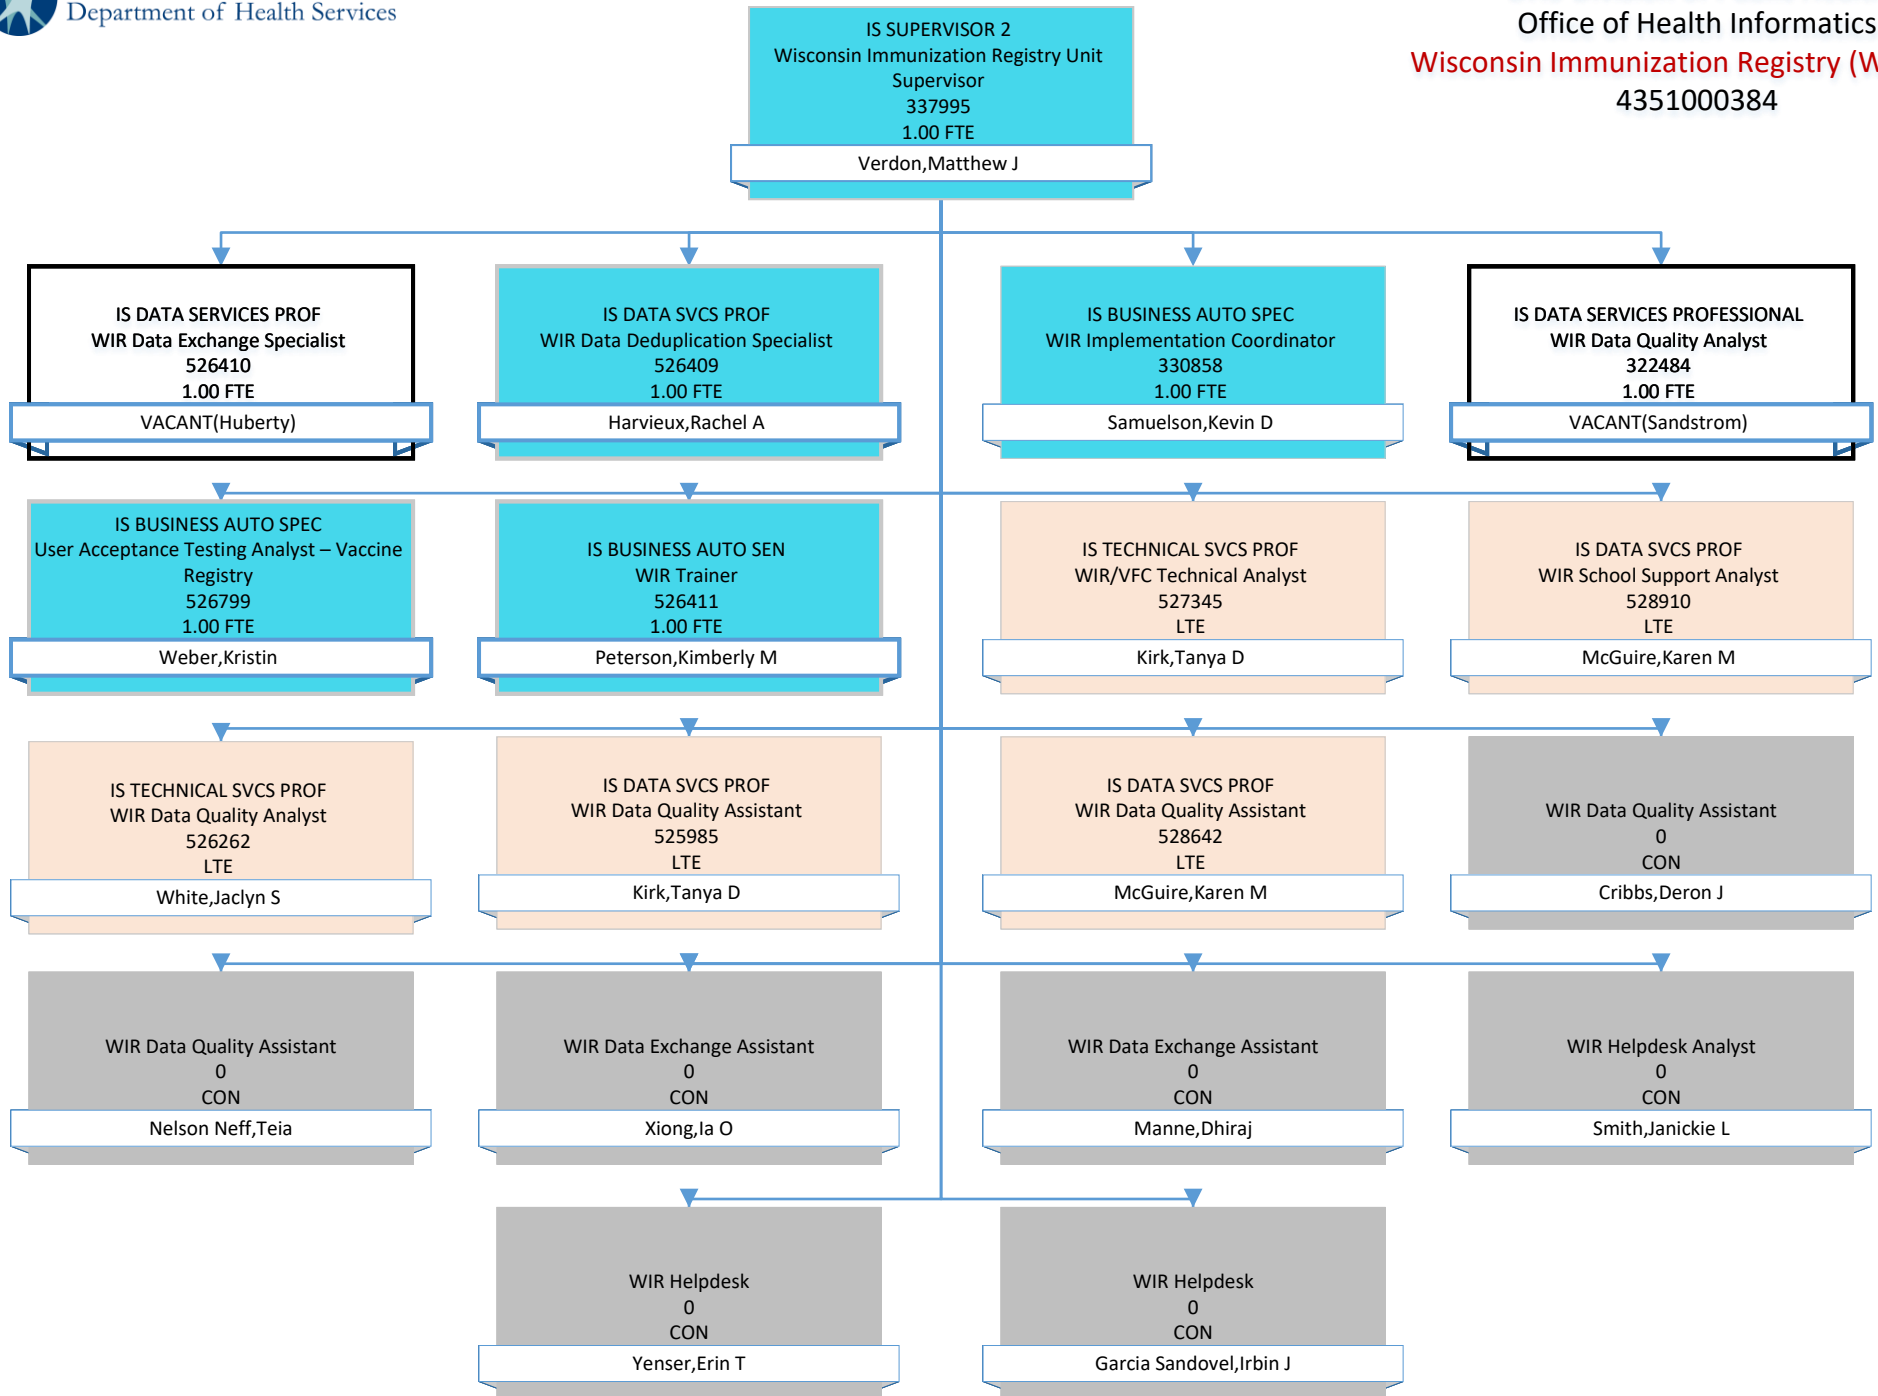 Department of Health Services
Office of Health Informatics
Wisconsin Immunization Registry (W
4351000384
IS SUPERVISOR 2
Wisconsin Immunization Registry Unit
Supervisor
337995
1.00 FTE
Verdon,Matthew J
IS DATA SERVICES PROF
WIR Data Exchange Specialist
526410
1.00 FTE
VACANT(Huberty)
IS DATA SVCS PROF
WIR Data Deduplication Specialist
526409
1.00 FTE
Harvieux,Rachel A
IS BUSINESS AUTO SPEC
WIR Implementation Coordinator
330858
1.00 FTE
Samuelson,Kevin D
IS DATA SERVICES PROFESSIONAL
WIR Data Quality Analyst
322484
1.00 FTE
VACANT(Sandstrom)
IS BUSINESS AUTO SPEC
User Acceptance Testing Analyst – Vaccine
Registry
526799
1.00 FTE
Weber,Kristin
IS BUSINESS AUTO SEN
WIR Trainer
526411
1.00 FTE
Peterson,Kimberly M
IS TECHNICAL SVCS PROF
WIR/VFC Technical Analyst
527345
LTE
Kirk,Tanya D
IS DATA SVCS PROF
WIR School Support Analyst
528910
LTE
McGuire,Karen M
IS TECHNICAL SVCS PROF
WIR Data Quality Analyst
526262
LTE
White,Jaclyn S
IS DATA SVCS PROF
WIR Data Quality Assistant
525985
LTE
Kirk,Tanya D
IS DATA SVCS PROF
WIR Data Quality Assistant
528642
LTE
McGuire,Karen M
WIR Data Quality Assistant
0
CON
Cribbs,Deron J
WIR Data Quality Assistant
0
CON
Nelson Neff,Teia
WIR Data Exchange Assistant
0
CON
Xiong,Ia O
WIR Data Exchange Assistant
0
CON
Manne,Dhiraj
WIR Helpdesk Analyst
0
CON
Smith,Janickie L
WIR Helpdesk
0
CON
Yenser,Erin T
WIR Helpdesk
0
CON
Garcia Sandovel,Irbin J